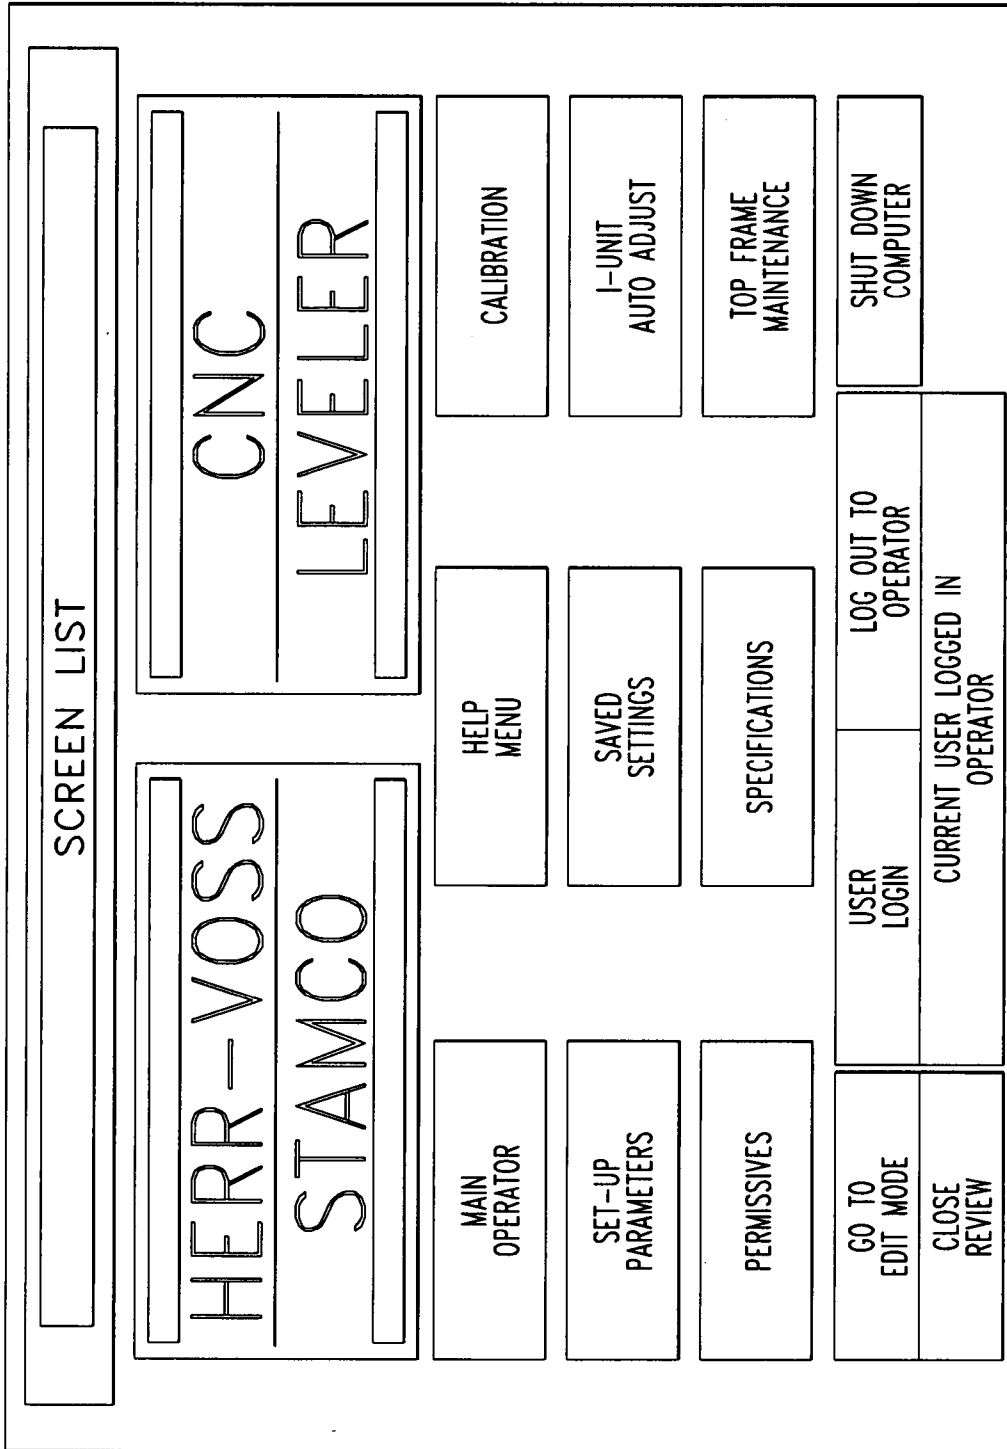 SCREEN LIST
HERR-VOSS
STAMCO
CNC
LEVELER
MAIN
OPERATOR
HELP
MENU
CALIBRATION
SET-UP
PARAMETERS
SAVED
SETTINGS
I-UNIT
AUTO ADJUST
PERMISSIVES
SPECIFICATIONS
TOP FRAME
MAINTENANCE
GO TO
EDIT MODE
USER
LOGIN
LOG OUT TO
OPERATOR
SHUT DOWN
COMPUTER
CLOSE
REVIEW
CURRENT USER LOGGED IN
OPERATOR